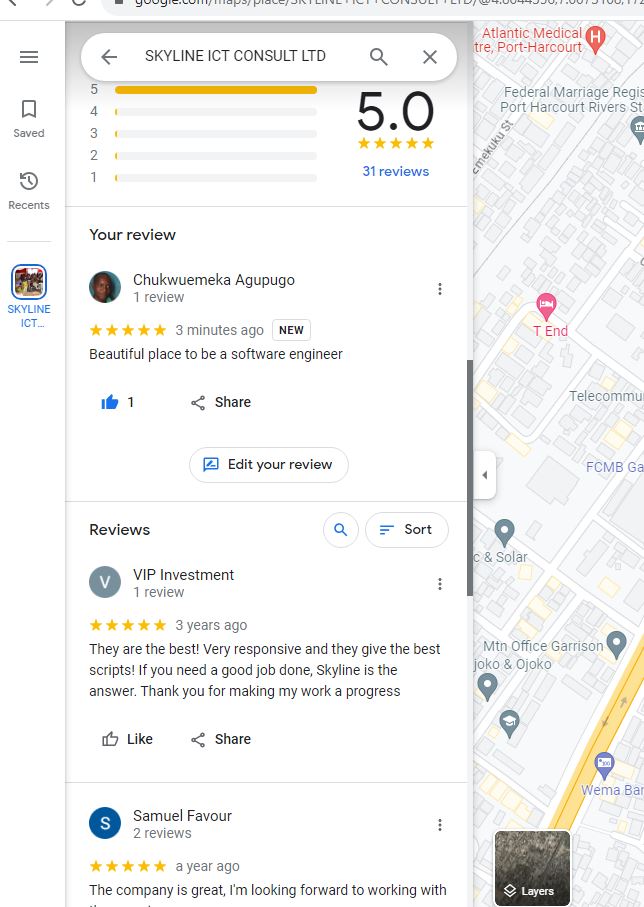 google.com/maps/place/SKYLINE+ICT+CONSULT+LTD/
SKYLINE ICT CONSULT LTD
Saved
Recents
SKYLINE
ICT...
5
4
3
2
1
5.0
31 reviews
Your review
Chukwuemeka Agupugo
1 review
3 minutes ago NEW
Beautiful place to be a software engineer
1 Share
Edit your review
Reviews
Sort
V VIP Investment
1 review
3 years ago
They are the best! Very responsive and they give the best
scripts! If you need a good job done, Skyline is the
answer. Thank you for making my work a progress
Like Share
S Samuel Favour
2 reviews
a year ago
The company is great, I'm looking forward to working with
Atlantic Medical
tre, Port-Harcourt
Federal Marriage Regis
Port Harcourt Rivers St
Emekuku St
T End
Telecommu
FCMB Ga
c & Solar
Mtn Office Garrison
joko & Ojoko
Wema Ban
Layers